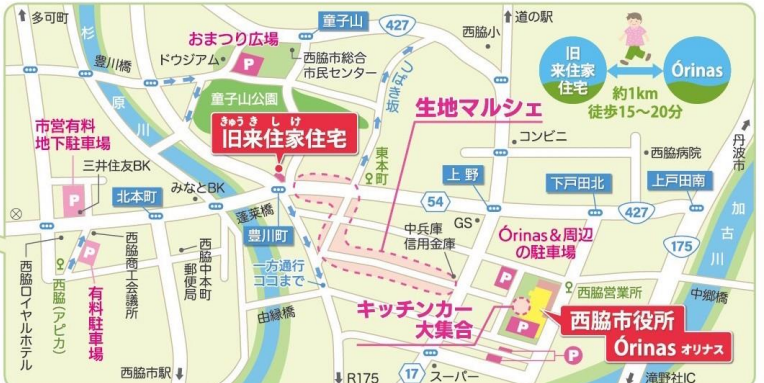 多可町
杉
原
川
豊川橋
ドウジアム
おまつり広場
P
童子山
427
西脇市総合
市民センター
童子山公園
つばき坂
西脇小
道の駅
旧
来住家
住宅
Órinas
約1km
徒歩15〜20分
生地マルシェ
きゅうきしけ
旧来住家住宅
市営有料
地下駐車場
三井住友BK
P
北本町
みなとBK
蓬莱橋
豊川町
東本町
54
上野
コンビニ
西脇病院
下戸田北
上戸田南
427
丹波市
加
古
川
175
GS
中兵庫
信用金庫
Órinas&周辺
の駐車場
P
P
P
西脇営業所
中郷橋
キッチンカー
大集合
西脇市役所
Órinas オリナス
一方通行
ココまで
由縁橋
西脇ロイヤルホテル
西脇(アピカ)
P
有料駐車場
西脇商工会議所
西脇中本町
郵便局
西脇市駅
R175
17
スーパー
滝野社IC